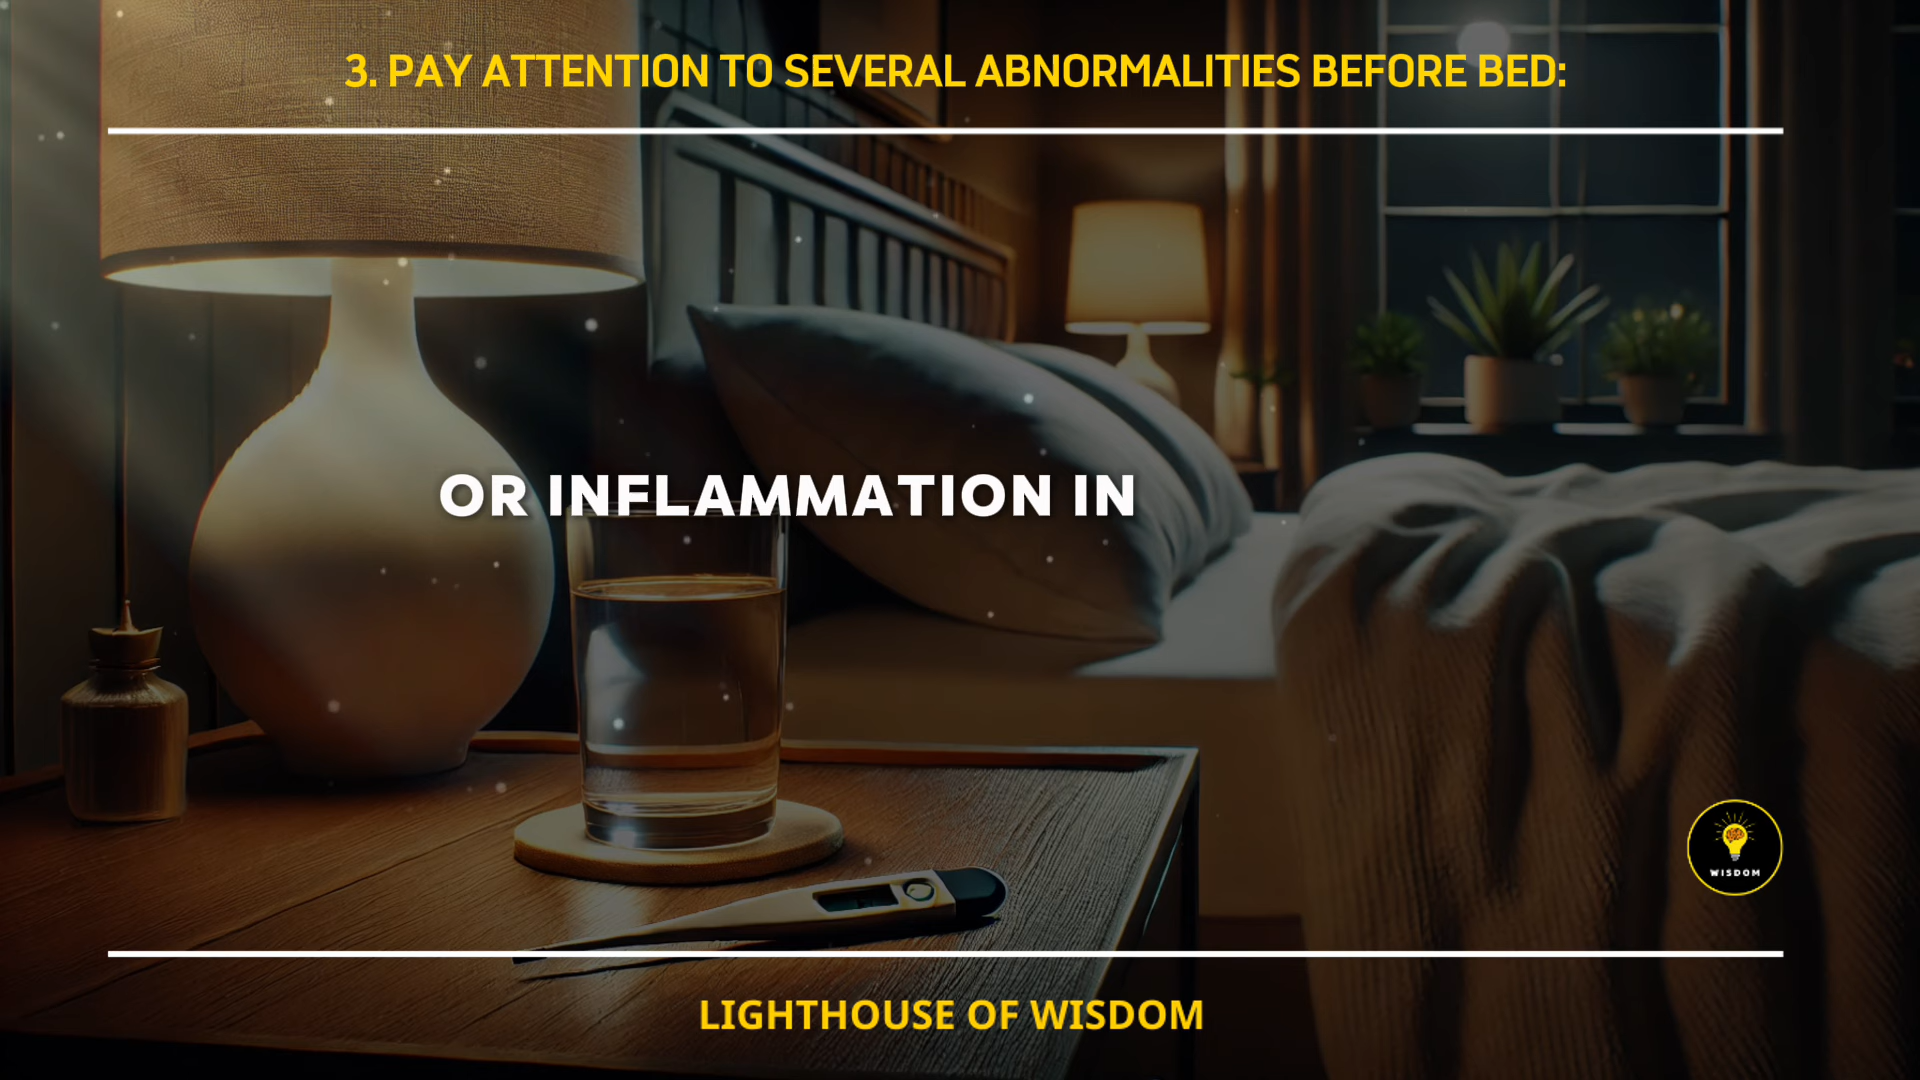 3. PAY ATTENTION TO SEVERAL ABNORMALITIES BEFORE BED:
OR INFLAMMATION IN
WISDOM
LIGHTHOUSE OF WISDOM